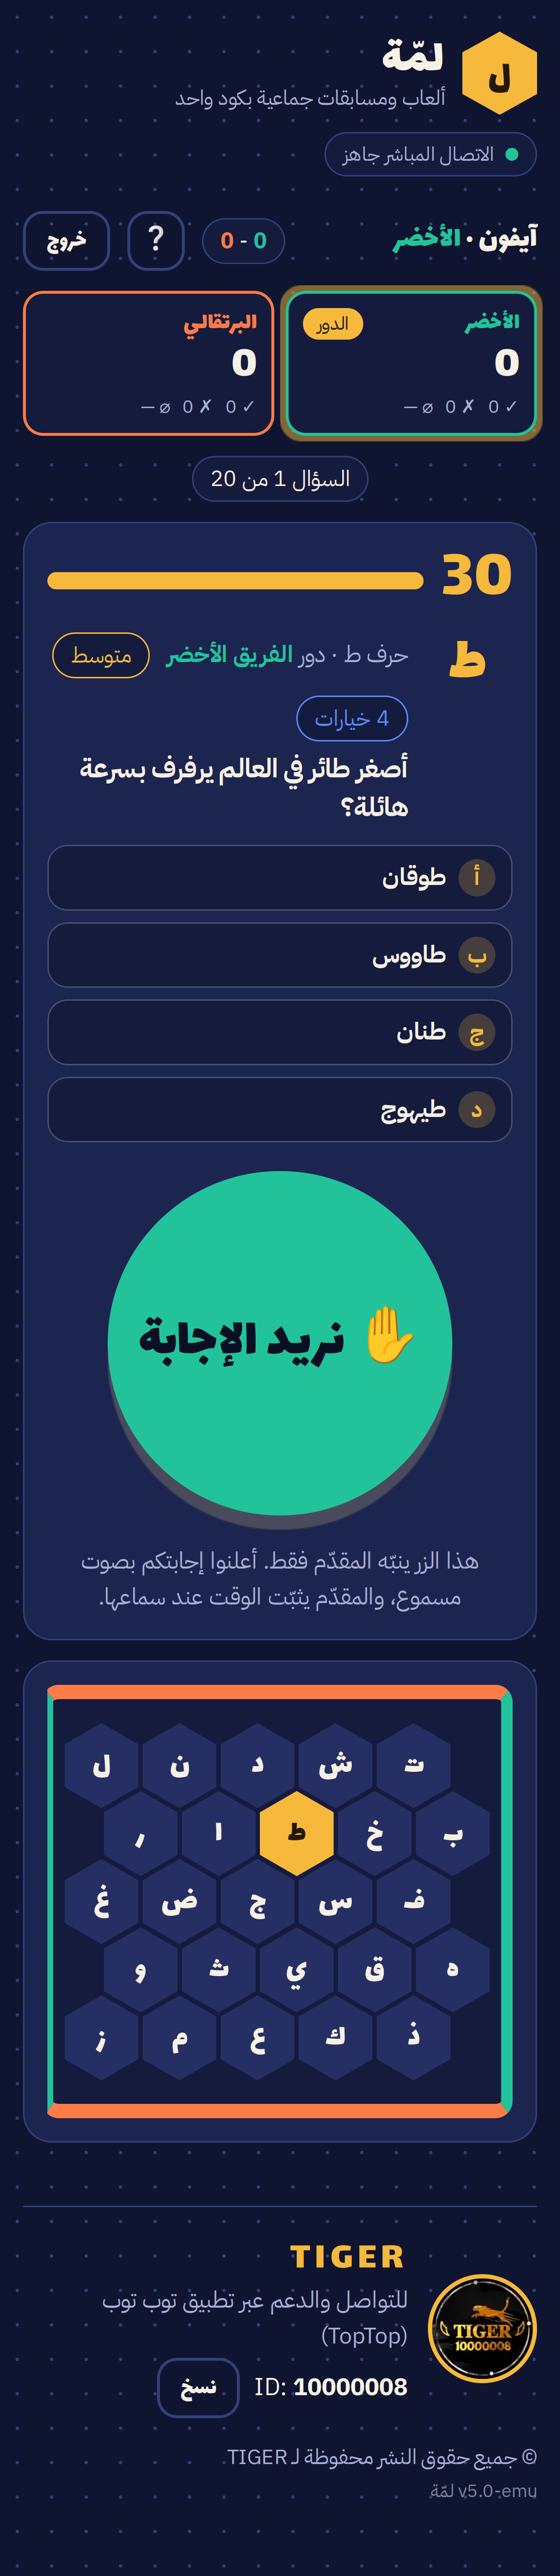 ل
لمّة
ألعاب ومسابقات جماعية بكود واحد
الاتصال المباشر جاهز
آيفون · الأخضر
0 - 0
?
خروج
الأخضر
الدور
0
✓ 0 ✗ 0 ⌀ —
البرتقالي
0
✓ 0 ✗ 0 ⌀ —
السؤال 1 من 20
30
ط
حرف ط · دور الفريق الأخضر
متوسط
4 خيارات
أصغر طائر في العالم يرفرف بسرعة
هائلة؟
أ طوقان
ب طاووس
ج طنان
د طيهوج
✋ نريد الإجابة
هذا الزر ينبّه المقدّم فقط. أعلنوا إجابتكم بصوت
مسموع، والمقدّم يثبّت الوقت عند سماعها.
ت ش د ن ل
ب خ ط ا ر
ف س ج ض غ
ه ق ي ث و
ذ ك ع م ز
TIGER
10000008
TIGER
للتواصل والدعم عبر تطبيق توب توب
(TopTop)
ID: 10000008
نسخ
© جميع حقوق النشر محفوظة لـ TIGER
لمّة v5.0-emu